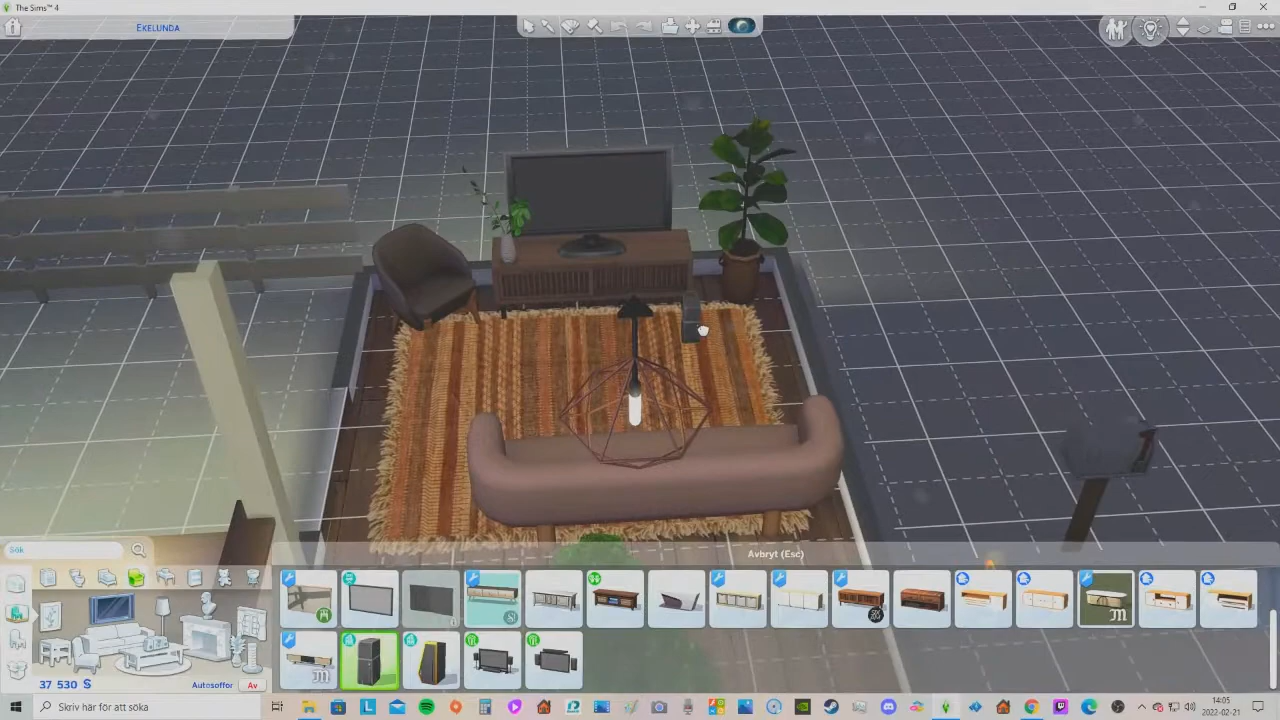 The Sims™ 4
EKELUNDA
Sök
Avbryt (Esc)
m
m
37 530 §
Autosoffor
Av
Skriv här för att söka
14:05
2022-02-21